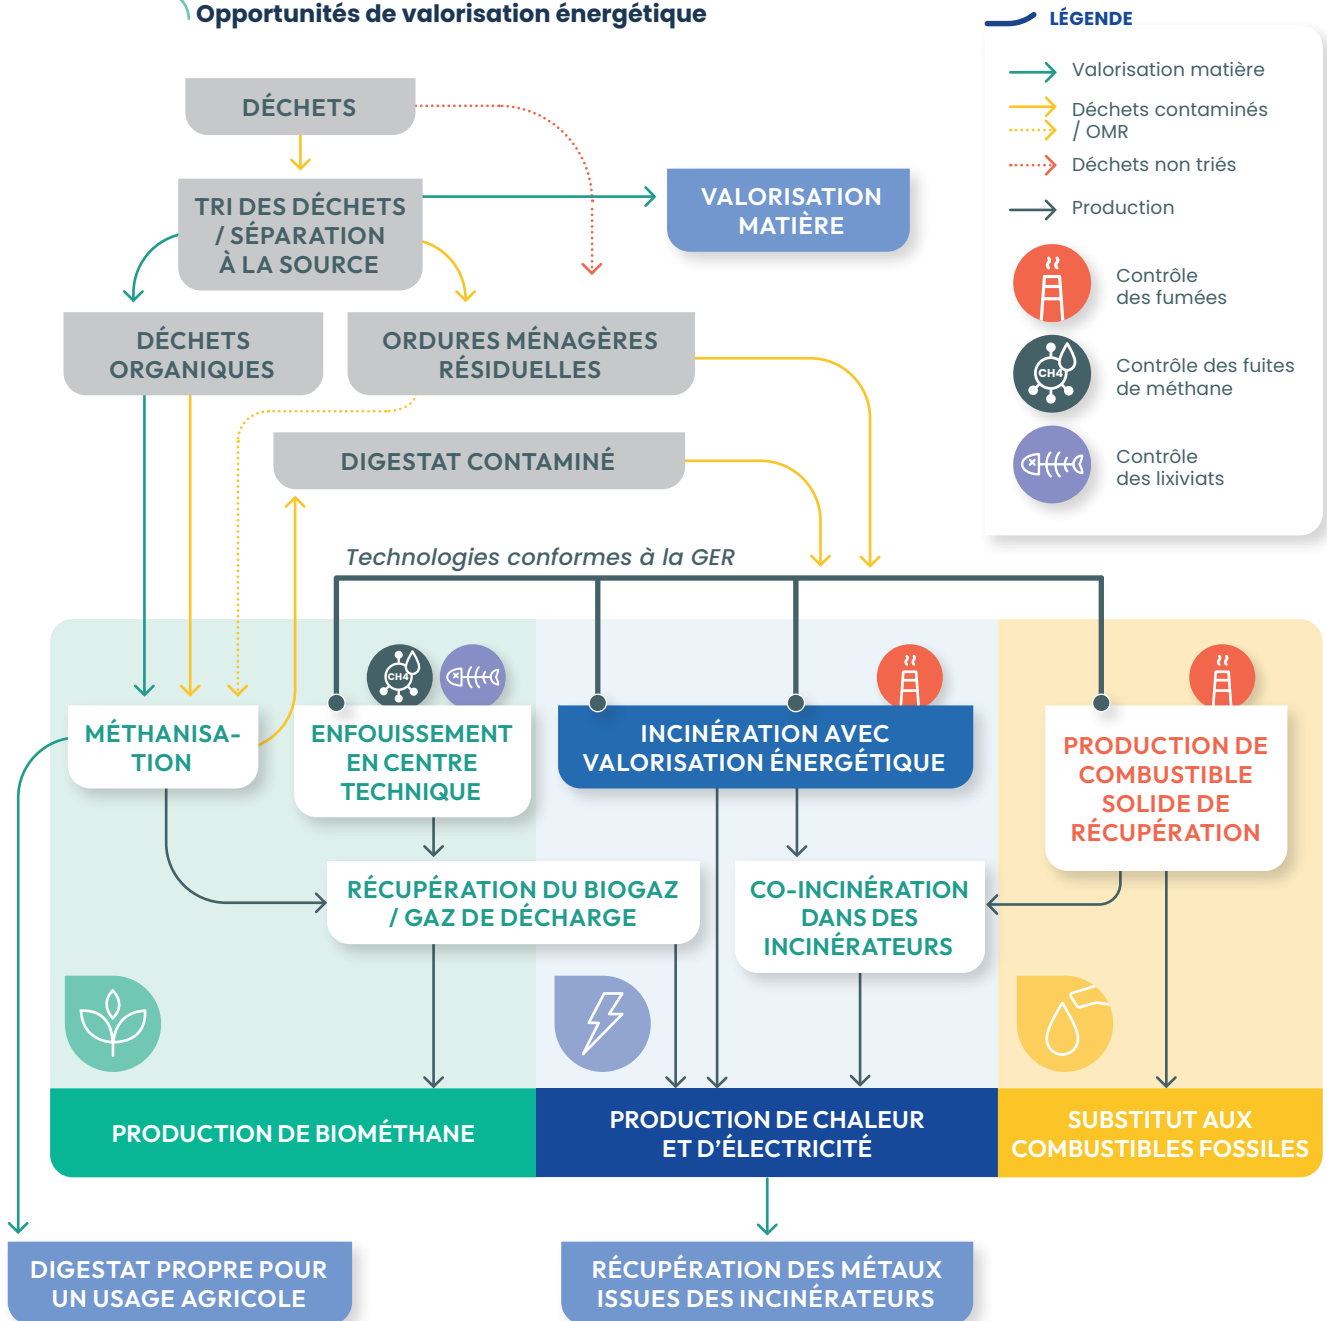 Opportunités de valorisation énergétique
LÉGENDE
Valorisation matière
Déchets contaminés
/ OMR
Déchets non triés
Production
Contrôle
des fumées
CH4
Contrôle des fuites
de méthane
Contrôle
des lixiviats
DÉCHETS
TRI DES DÉCHETS
/ SÉPARATION
À LA SOURCE
VALORISATION
MATIÈRE
DÉCHETS
ORGANIQUES
ORDURES MÉNAGÈRES
RÉSIDUELLES
DIGESTAT CONTAMINÉ
Technologies conformes à la GER
CH4
MÉTHANISA-
TION
ENFOUISSEMENT
EN CENTRE
TECHNIQUE
INCINÉRATION AVEC
VALORISATION ÉNERGÉTIQUE
PRODUCTION DE
COMBUSTIBLE
SOLIDE DE
RÉCUPÉRATION
RÉCUPÉRATION DU BIOGAZ
/ GAZ DE DÉCHARGE
CO-INCINÉRATION
DANS DES
INCINÉRATEURS
PRODUCTION DE BIOMÉTHANE
PRODUCTION DE CHALEUR
ET D'ÉLECTRICITÉ
SUBSTITUT AUX
COMBUSTIBLES FOSSILES
DIGESTAT PROPRE POUR
UN USAGE AGRICOLE
RÉCUPÉRATION DES MÉTAUX
ISSUES DES INCINÉRATEURS